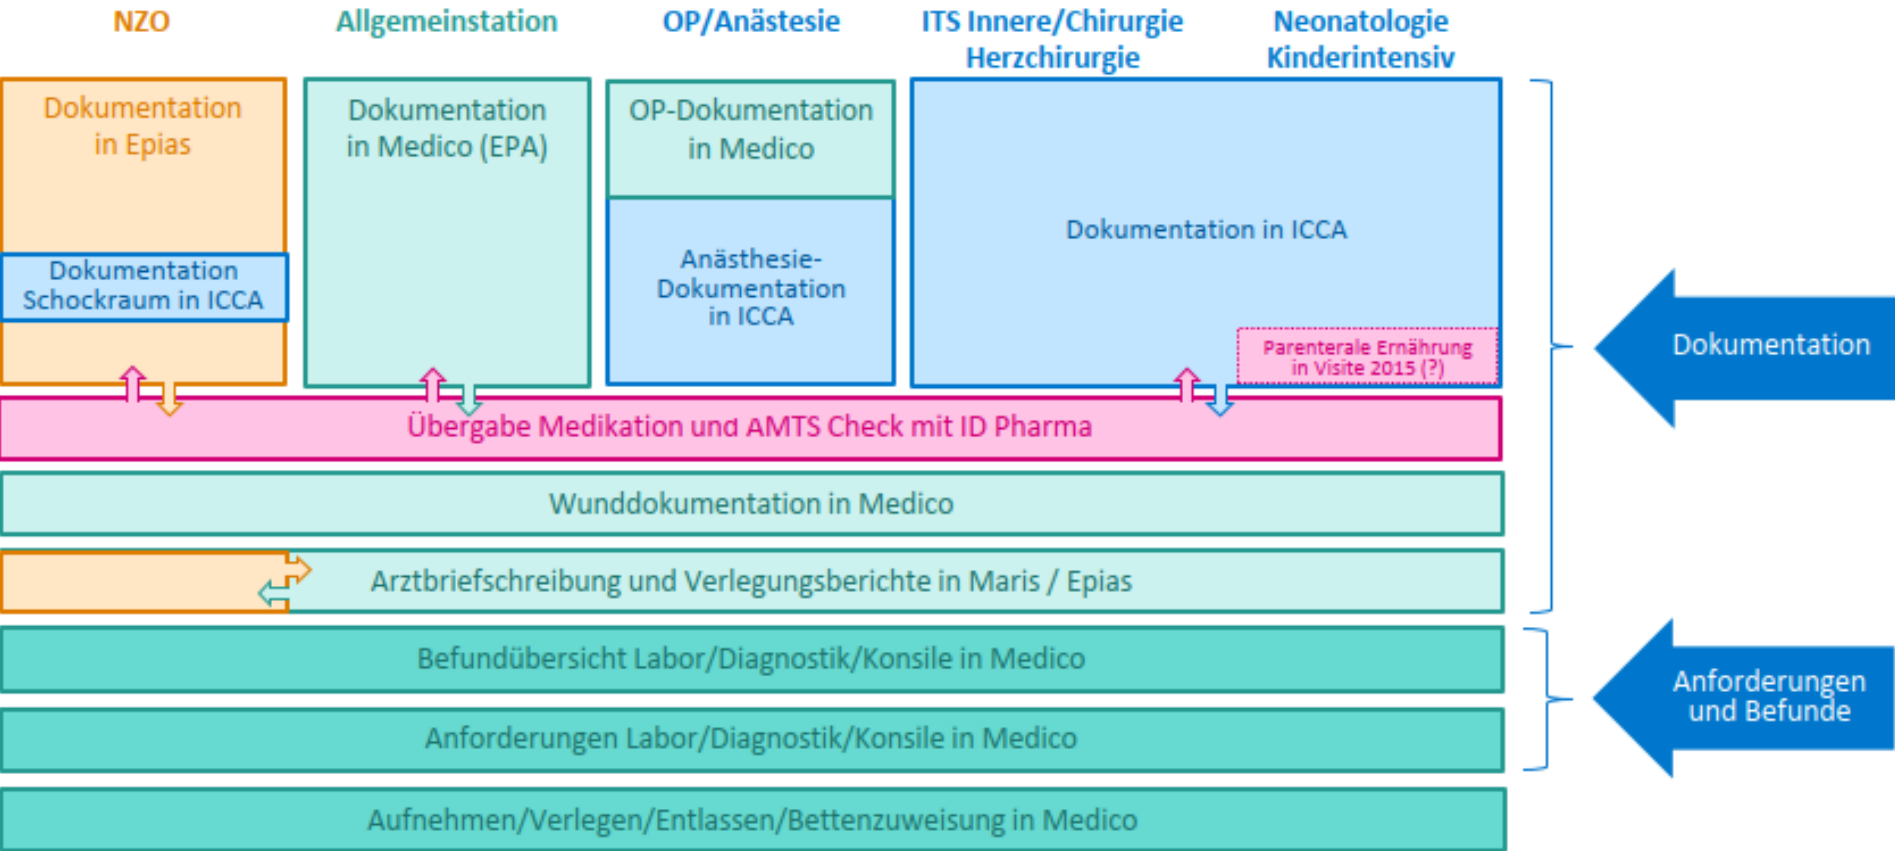 NZO
Allgemeinstation
OP/Anästesie
ITS Innere/Chirurgie
Herzchirurgie
Neonatologie
Kinderintensiv
Dokumentation
in Epias
Dokumentation
Schockraum in ICCA
Dokumentation
in Medico (EPA)
OP-Dokumentation
in Medico
Anästhesie-
Dokumentation
in ICCA
Dokumentation in ICCA
Parenterale Ernährung
in Visite 2015 (?)
Dokumentation
Übergabe Medikation und AMTS Check mit ID Pharma
Wunddokumentation in Medico
Arztbriefschreibung und Verlegungsberichte in Maris / Epias
Befundübersicht Labor/Diagnostik/Konsile in Medico
Anforderungen
und Befunde
Anforderungen Labor/Diagnostik/Konsile in Medico
Aufnehmen/Verlegen/Entlassen/Bettenzuweisung in Medico